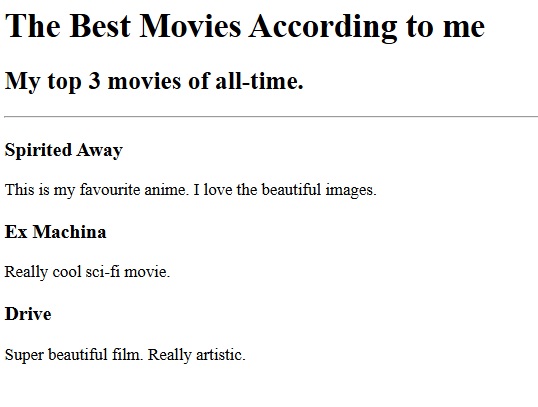 The Best Movies According to me
My top 3 movies of all-time.
Spirited Away
This is my favourite anime. I love the beautiful images.
Ex Machina
Really cool sci-fi movie.
Drive
Super beautiful film. Really artistic.